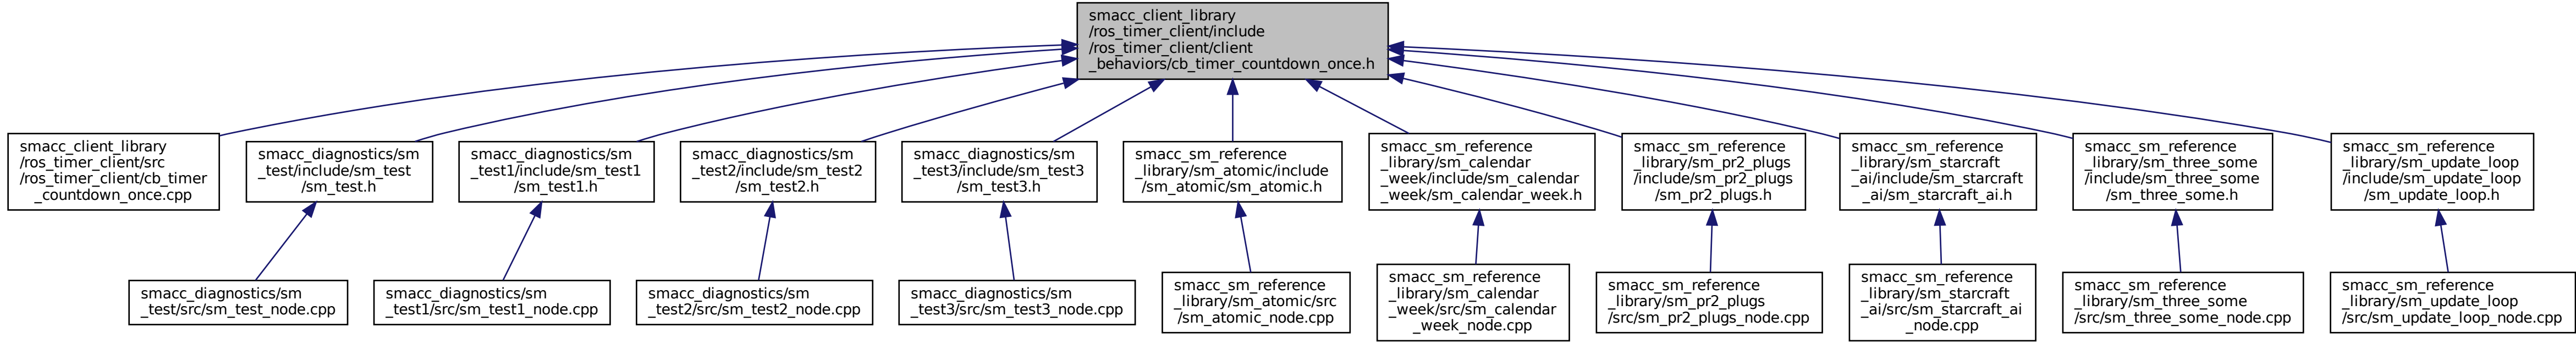 smacc_client_library
/ros_timer_client/include
/ros_timer_client/client
_behaviors/cb_timer_countdown_once.h
smacc_client_library
/ros_timer_client/src
/ros_timer_client/cb_timer
_countdown_once.cpp
smacc_diagnostics/sm
_test/include/sm_test
/sm_test.h
smacc_diagnostics/sm
_test1/include/sm_test1
/sm_test1.h
smacc_diagnostics/sm
_test2/include/sm_test2
/sm_test2.h
smacc_diagnostics/sm
_test3/include/sm_test3
/sm_test3.h
smacc_sm_reference
_library/sm_atomic/include
/sm_atomic/sm_atomic.h
smacc_sm_reference
_library/sm_calendar
_week/include/sm_calendar
_week/sm_calendar_week.h
smacc_sm_reference
_library/sm_pr2_plugs
/include/sm_pr2_plugs
/sm_pr2_plugs.h
smacc_sm_reference
_library/sm_starcraft
_ai/include/sm_starcraft
_ai/sm_starcraft_ai.h
smacc_sm_reference
_library/sm_three_some
/include/sm_three_some
/sm_three_some.h
smacc_sm_reference
_library/sm_update_loop
/include/sm_update_loop
/sm_update_loop.h
smacc_diagnostics/sm
_test/src/sm_test_node.cpp
smacc_diagnostics/sm
_test1/src/sm_test1_node.cpp
smacc_diagnostics/sm
_test2/src/sm_test2_node.cpp
smacc_diagnostics/sm
_test3/src/sm_test3_node.cpp
smacc_sm_reference
_library/sm_atomic/src
/sm_atomic_node.cpp
smacc_sm_reference
_library/sm_calendar
_week/src/sm_calendar
_week_node.cpp
smacc_sm_reference
_library/sm_pr2_plugs
/src/sm_pr2_plugs_node.cpp
smacc_sm_reference
_library/sm_starcraft
_ai/src/sm_starcraft_ai
_node.cpp
smacc_sm_reference
_library/sm_three_some
/src/sm_three_some_node.cpp
smacc_sm_reference
_library/sm_update_loop
/src/sm_update_loop_node.cpp